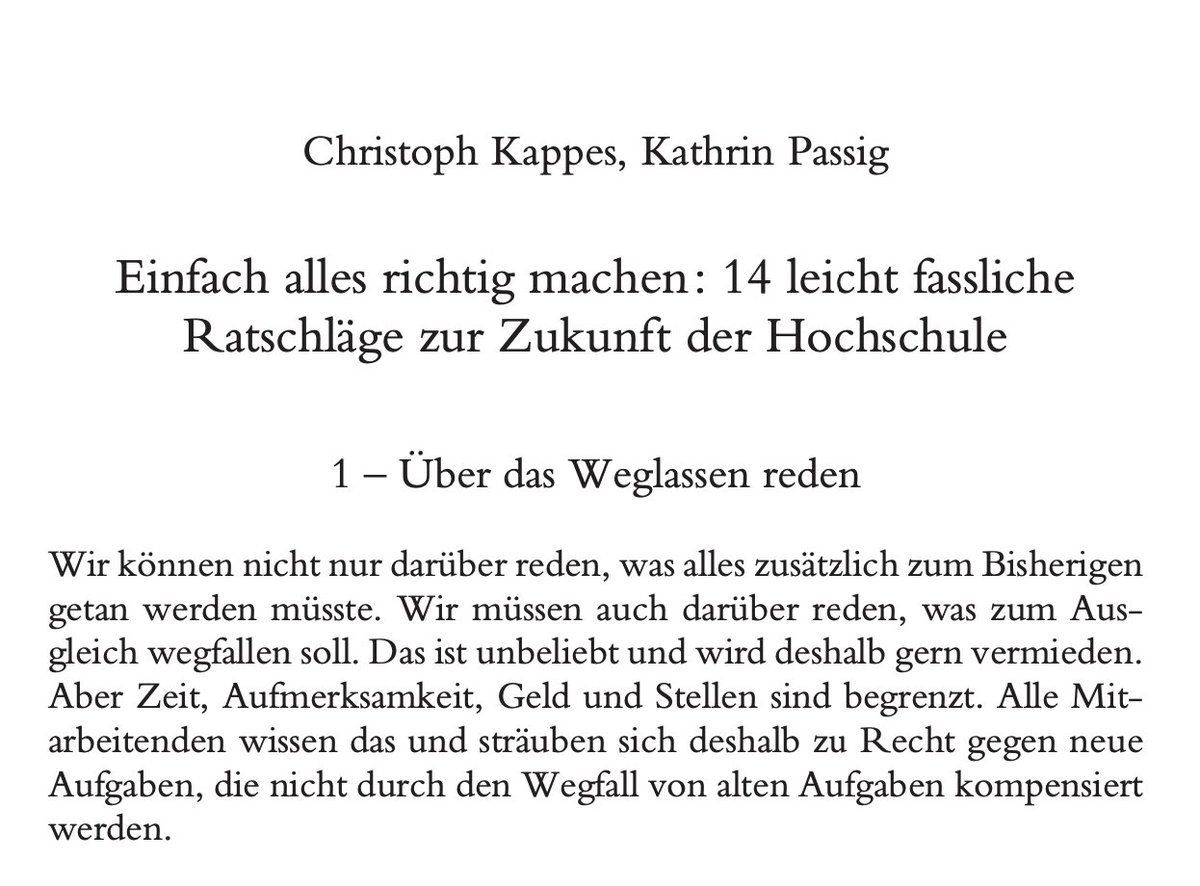 Christoph Kappes, Kathrin Passig
Einfach alles richtig machen: 14 leicht fassliche
Ratschläge zur Zukunft der Hochschule
1 – Über das Weglassen reden
Wir können nicht nur darüber reden, was alles zusätzlich zum Bisherigen
getan werden müsste. Wir müssen auch darüber reden, was zum Aus-
gleich wegfallen soll. Das ist unbeliebt und wird deshalb gern vermieden.
Aber Zeit, Aufmerksamkeit, Geld und Stellen sind begrenzt. Alle Mit-
arbeitenden wissen das und sträuben sich deshalb zu Recht gegen neue
Aufgaben, die nicht durch den Wegfall von alten Aufgaben kompensiert
werden.